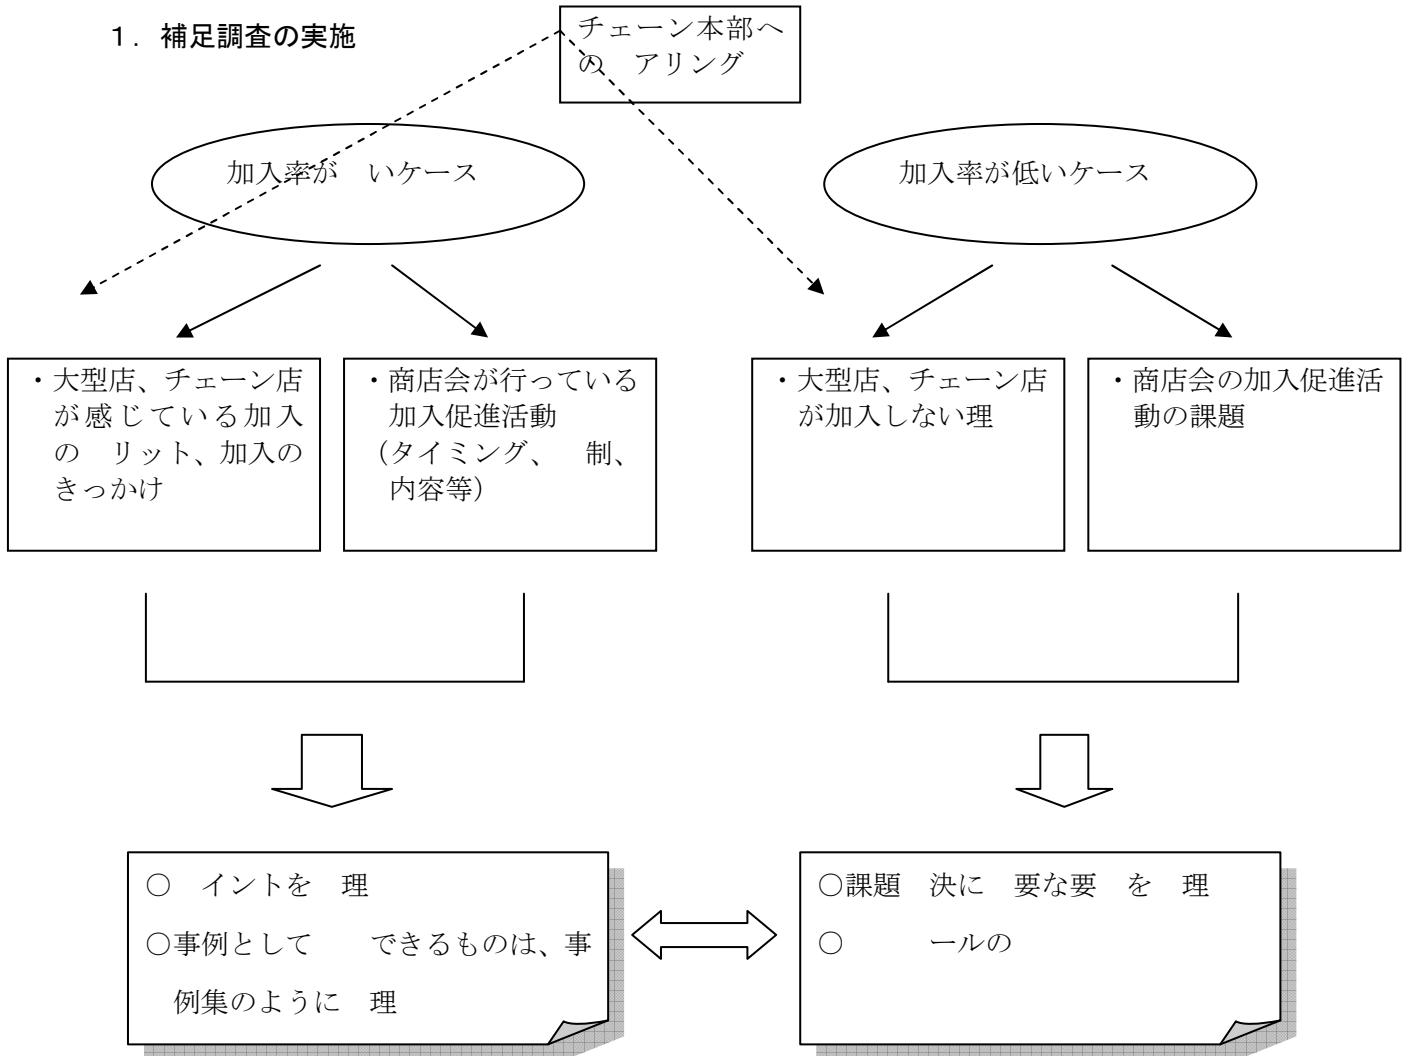 1．補足調査の実施
チェーン本部へ
の　アリング
加入率が　いケース
加入率が低いケース
・大型店、チェーン店
が感じている加入
の　リット、加入の
きっかけ
・商店会が行っている
加入促進活動
（タイミング、　制、
内容等）
・大型店、チェーン店
が加入しない理
・商店会の加入促進活
動の課題
○　イントを　理
○事例として　　できるものは、事
例集のように　理
○課題　決に　要な要　を　理
○　　　ールの